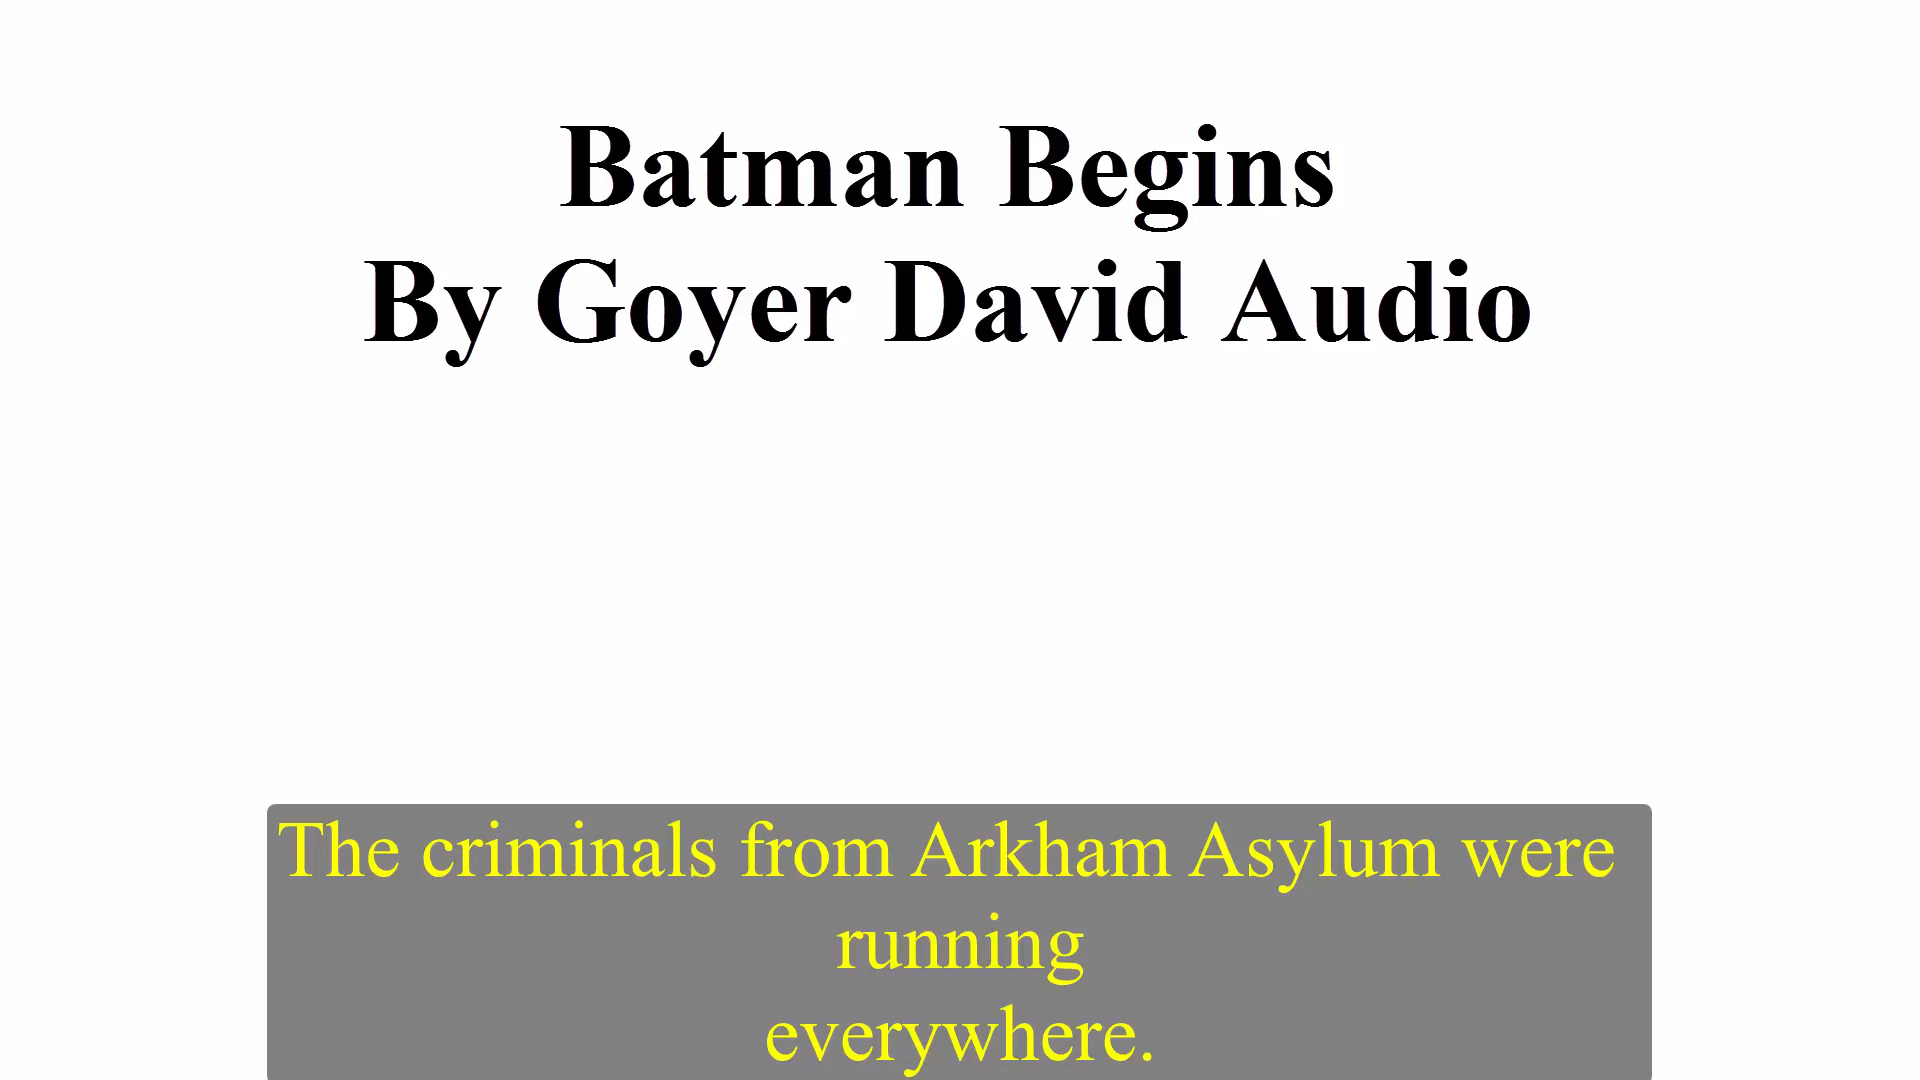 Batman Begins
By Goyer David Audio
The criminals from Arkham Asylum were
running
everywhere.